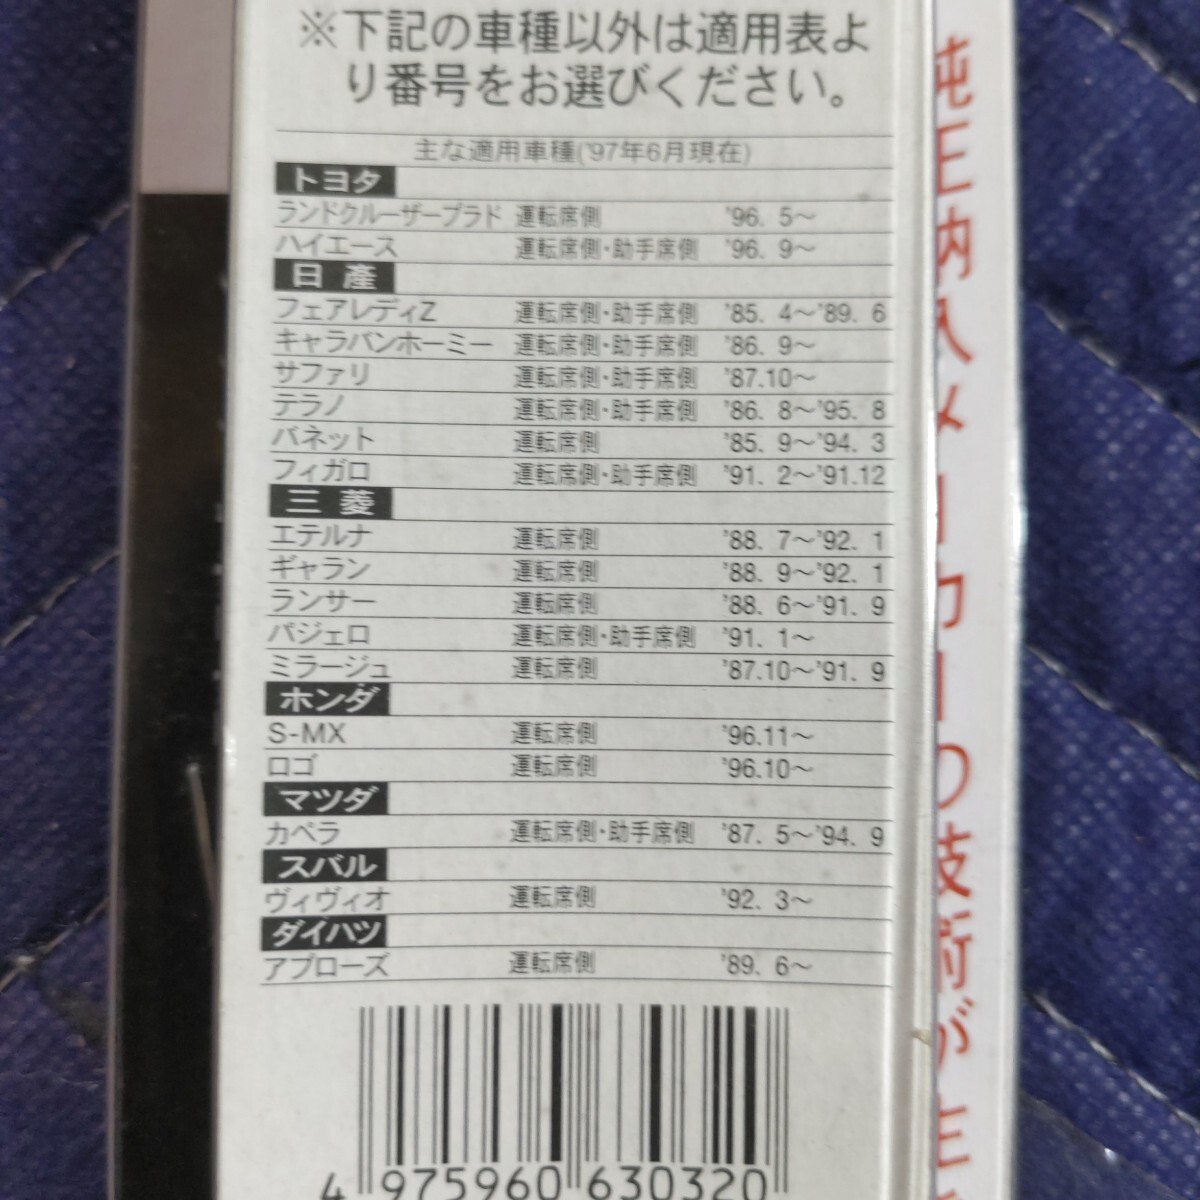 ※下記の車種以外は適用表よ
り番号をお選びください。
主な適用車種('97年6月現在)
トヨタ
ランドクルーザープラド 運転席側 '96. 5～
ハイエース 運転席側・助手席側 '96. 9～
日産
フェアレディZ 運転席側・助手席側 '85. 4～'89. 6
キャラバンホーミー 運転席側・助手席側 '86. 9～
サファリ 運転席側・助手席側 '87.10～
テラノ 運転席側・助手席側 '86. 8～'95. 8
バネット 運転席側 '85. 9～'94. 3
フィガロ 運転席側・助手席側 '91. 2～'91.12
三菱
エテルナ 運転席側 '88. 7～'92. 1
ギャラン 運転席側 '88. 9～'92. 1
ランサー 運転席側 '88. 6～'91. 9
パジェロ 運転席側・助手席側 '91. 1～
ミラージュ 運転席側 '87.10～'91. 9
ホンダ
S-MX 運転席側 '96.11～
ロゴ 運転席側 '96.10～
マツダ
カペラ 運転席側・助手席側 '87. 5～'94. 9
スバル
ヴィヴィオ 運転席側 '92. 3～
ダイハツ
アプローズ 運転席側 '89. 6～
4 975960 630320
純正納入メーカーの技術が生